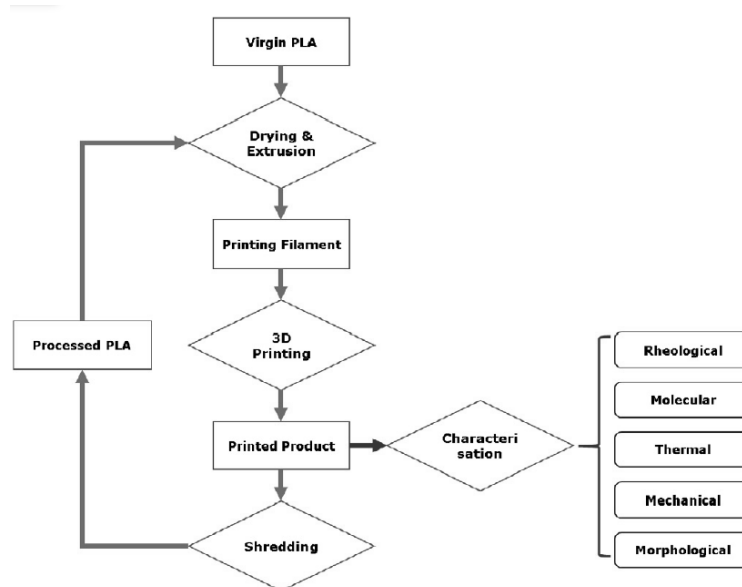 Virgin PLA
Drying &
Extrusion
Printing Filament
3D
Printing
Processed PLA
Printed Product
Characteri
sation
Shredding
Rheological
Molecular
Thermal
Mechanical
Morphological